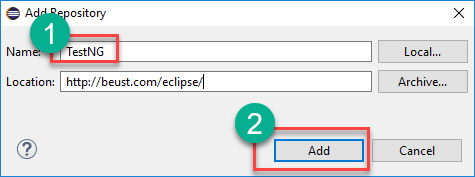 Add Repository
1
Name: TestNG Local...
Location: http://beust.com/eclipse/ Archive...
2
? Add Cancel